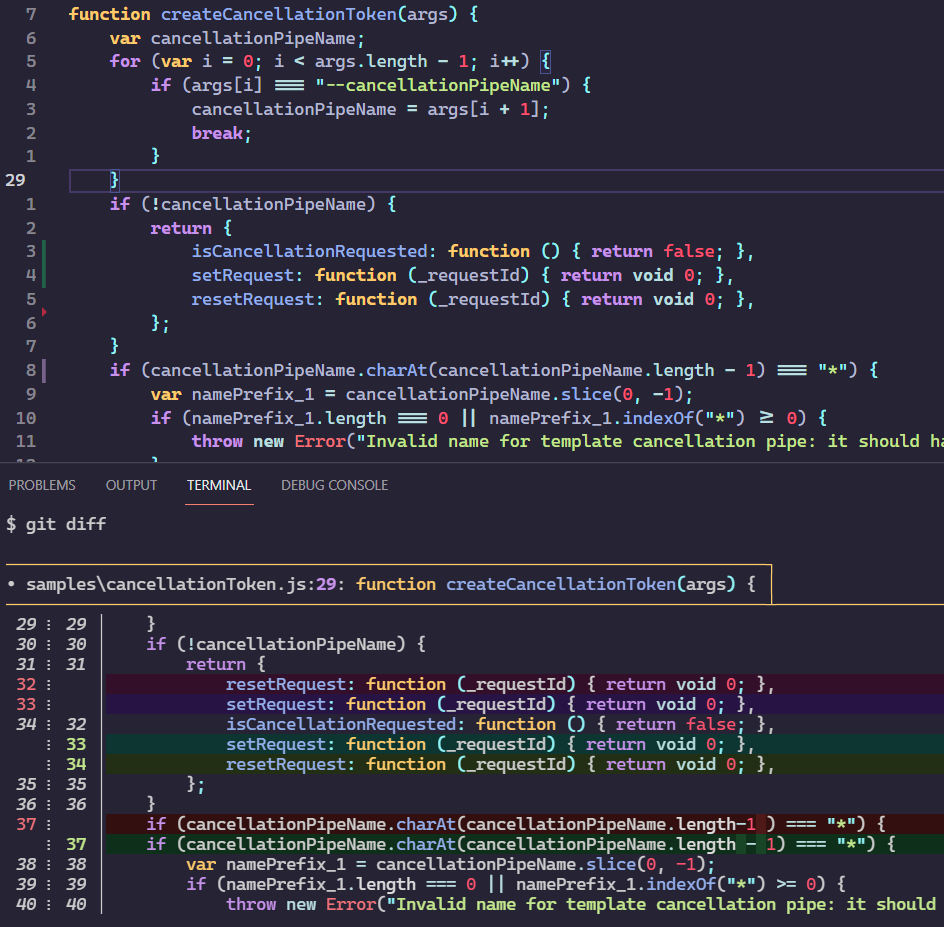 7 function createCancellationToken(args) {
6 var cancellationPipeName;
5 for (var i = 0; i < args.length - 1; i++) {
4 if (args[i] === "--cancellationPipeName") {
3 cancellationPipeName = args[i + 1];
2 break;
1 }
29 }
1 if (!cancellationPipeName) {
2 return {
3 isCancellationRequested: function () { return false; },
4 setRequest: function (_requestId) { return void 0; },
5 resetRequest: function (_requestId) { return void 0; },
6 };
7 }
8 if (cancellationPipeName.charAt(cancellationPipeName.length - 1) === "*") {
9 var namePrefix_1 = cancellationPipeName.slice(0, -1);
10 if (namePrefix_1.length === 0 || namePrefix_1.indexOf("*") ≥ 0) {
11 throw new Error("Invalid name for template cancellation pipe: it should ha
12 }
PROBLEMS OUTPUT TERMINAL DEBUG CONSOLE
$ git diff
• samples\cancellationToken.js:29: function createCancellationToken(args) {
29 ⋮ 29 │ }
30 ⋮ 30 │ if (!cancellationPipeName) {
31 ⋮ 31 │ return {
32 ⋮ │ resetRequest: function (_requestId) { return void 0; },
33 ⋮ │ setRequest: function (_requestId) { return void 0; },
34 ⋮ 32 │ isCancellationRequested: function () { return false; },
⋮ 33 │ setRequest: function (_requestId) { return void 0; },
⋮ 34 │ resetRequest: function (_requestId) { return void 0; },
35 ⋮ 35 │ };
36 ⋮ 36 │ }
37 ⋮ │ if (cancellationPipeName.charAt(cancellationPipeName.length-1 ) === "*") {
⋮ 37 │ if (cancellationPipeName.charAt(cancellationPipeName.length - 1) === "*") {
38 ⋮ 38 │ var namePrefix_1 = cancellationPipeName.slice(0, -1);
39 ⋮ 39 │ if (namePrefix_1.length === 0 || namePrefix_1.indexOf("*") >= 0) {
40 ⋮ 40 │ throw new Error("Invalid name for template cancellation pipe: it should